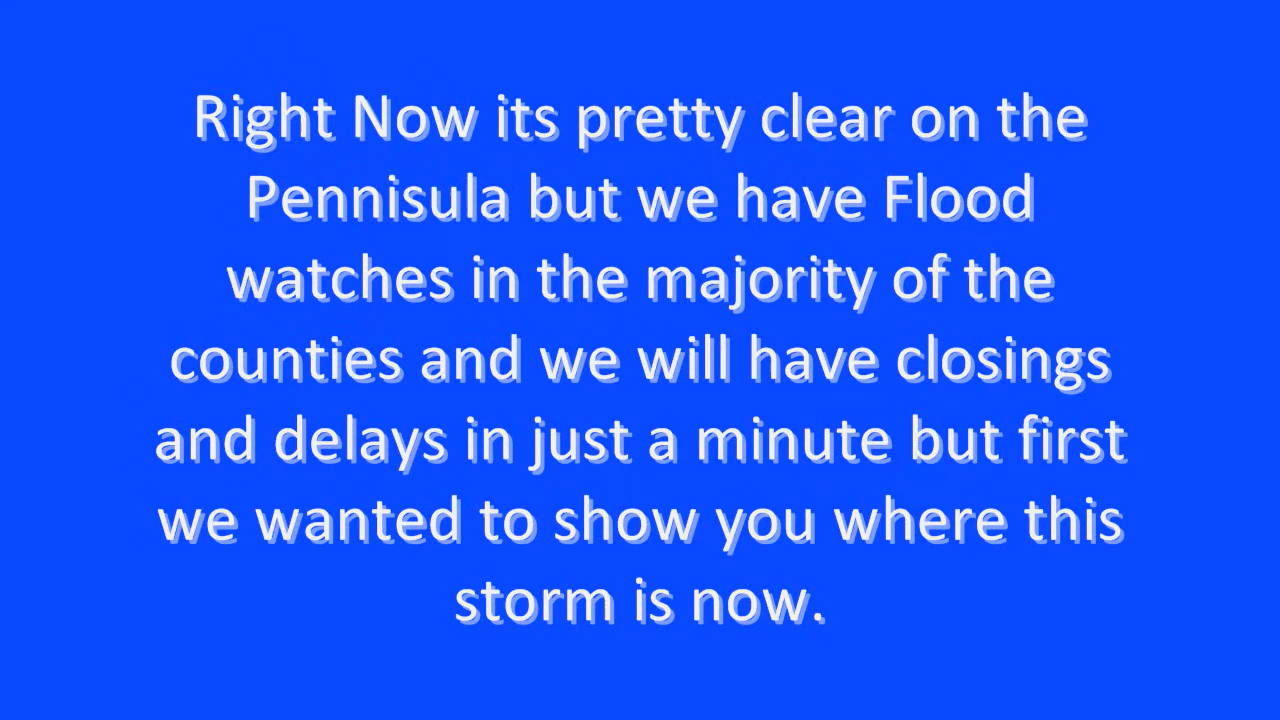 Right Now its pretty clear on the
Pennisula but we have Flood
watches in the majority of the
counties and we will have closings
and delays in just a minute but first
we wanted to show you where this
storm is now.